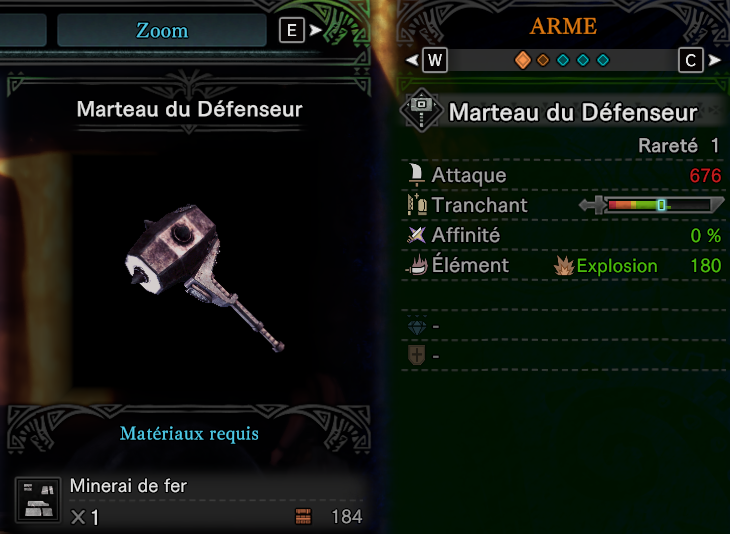 Zoom
E
Marteau du Défenseur
Matériaux requis
Minerai de fer
X 1
184
ARME
W
C
Marteau du Défenseur
Rareté 1
Attaque 676
Tranchant
Affinité 0 %
Élément Explosion 180
-
-